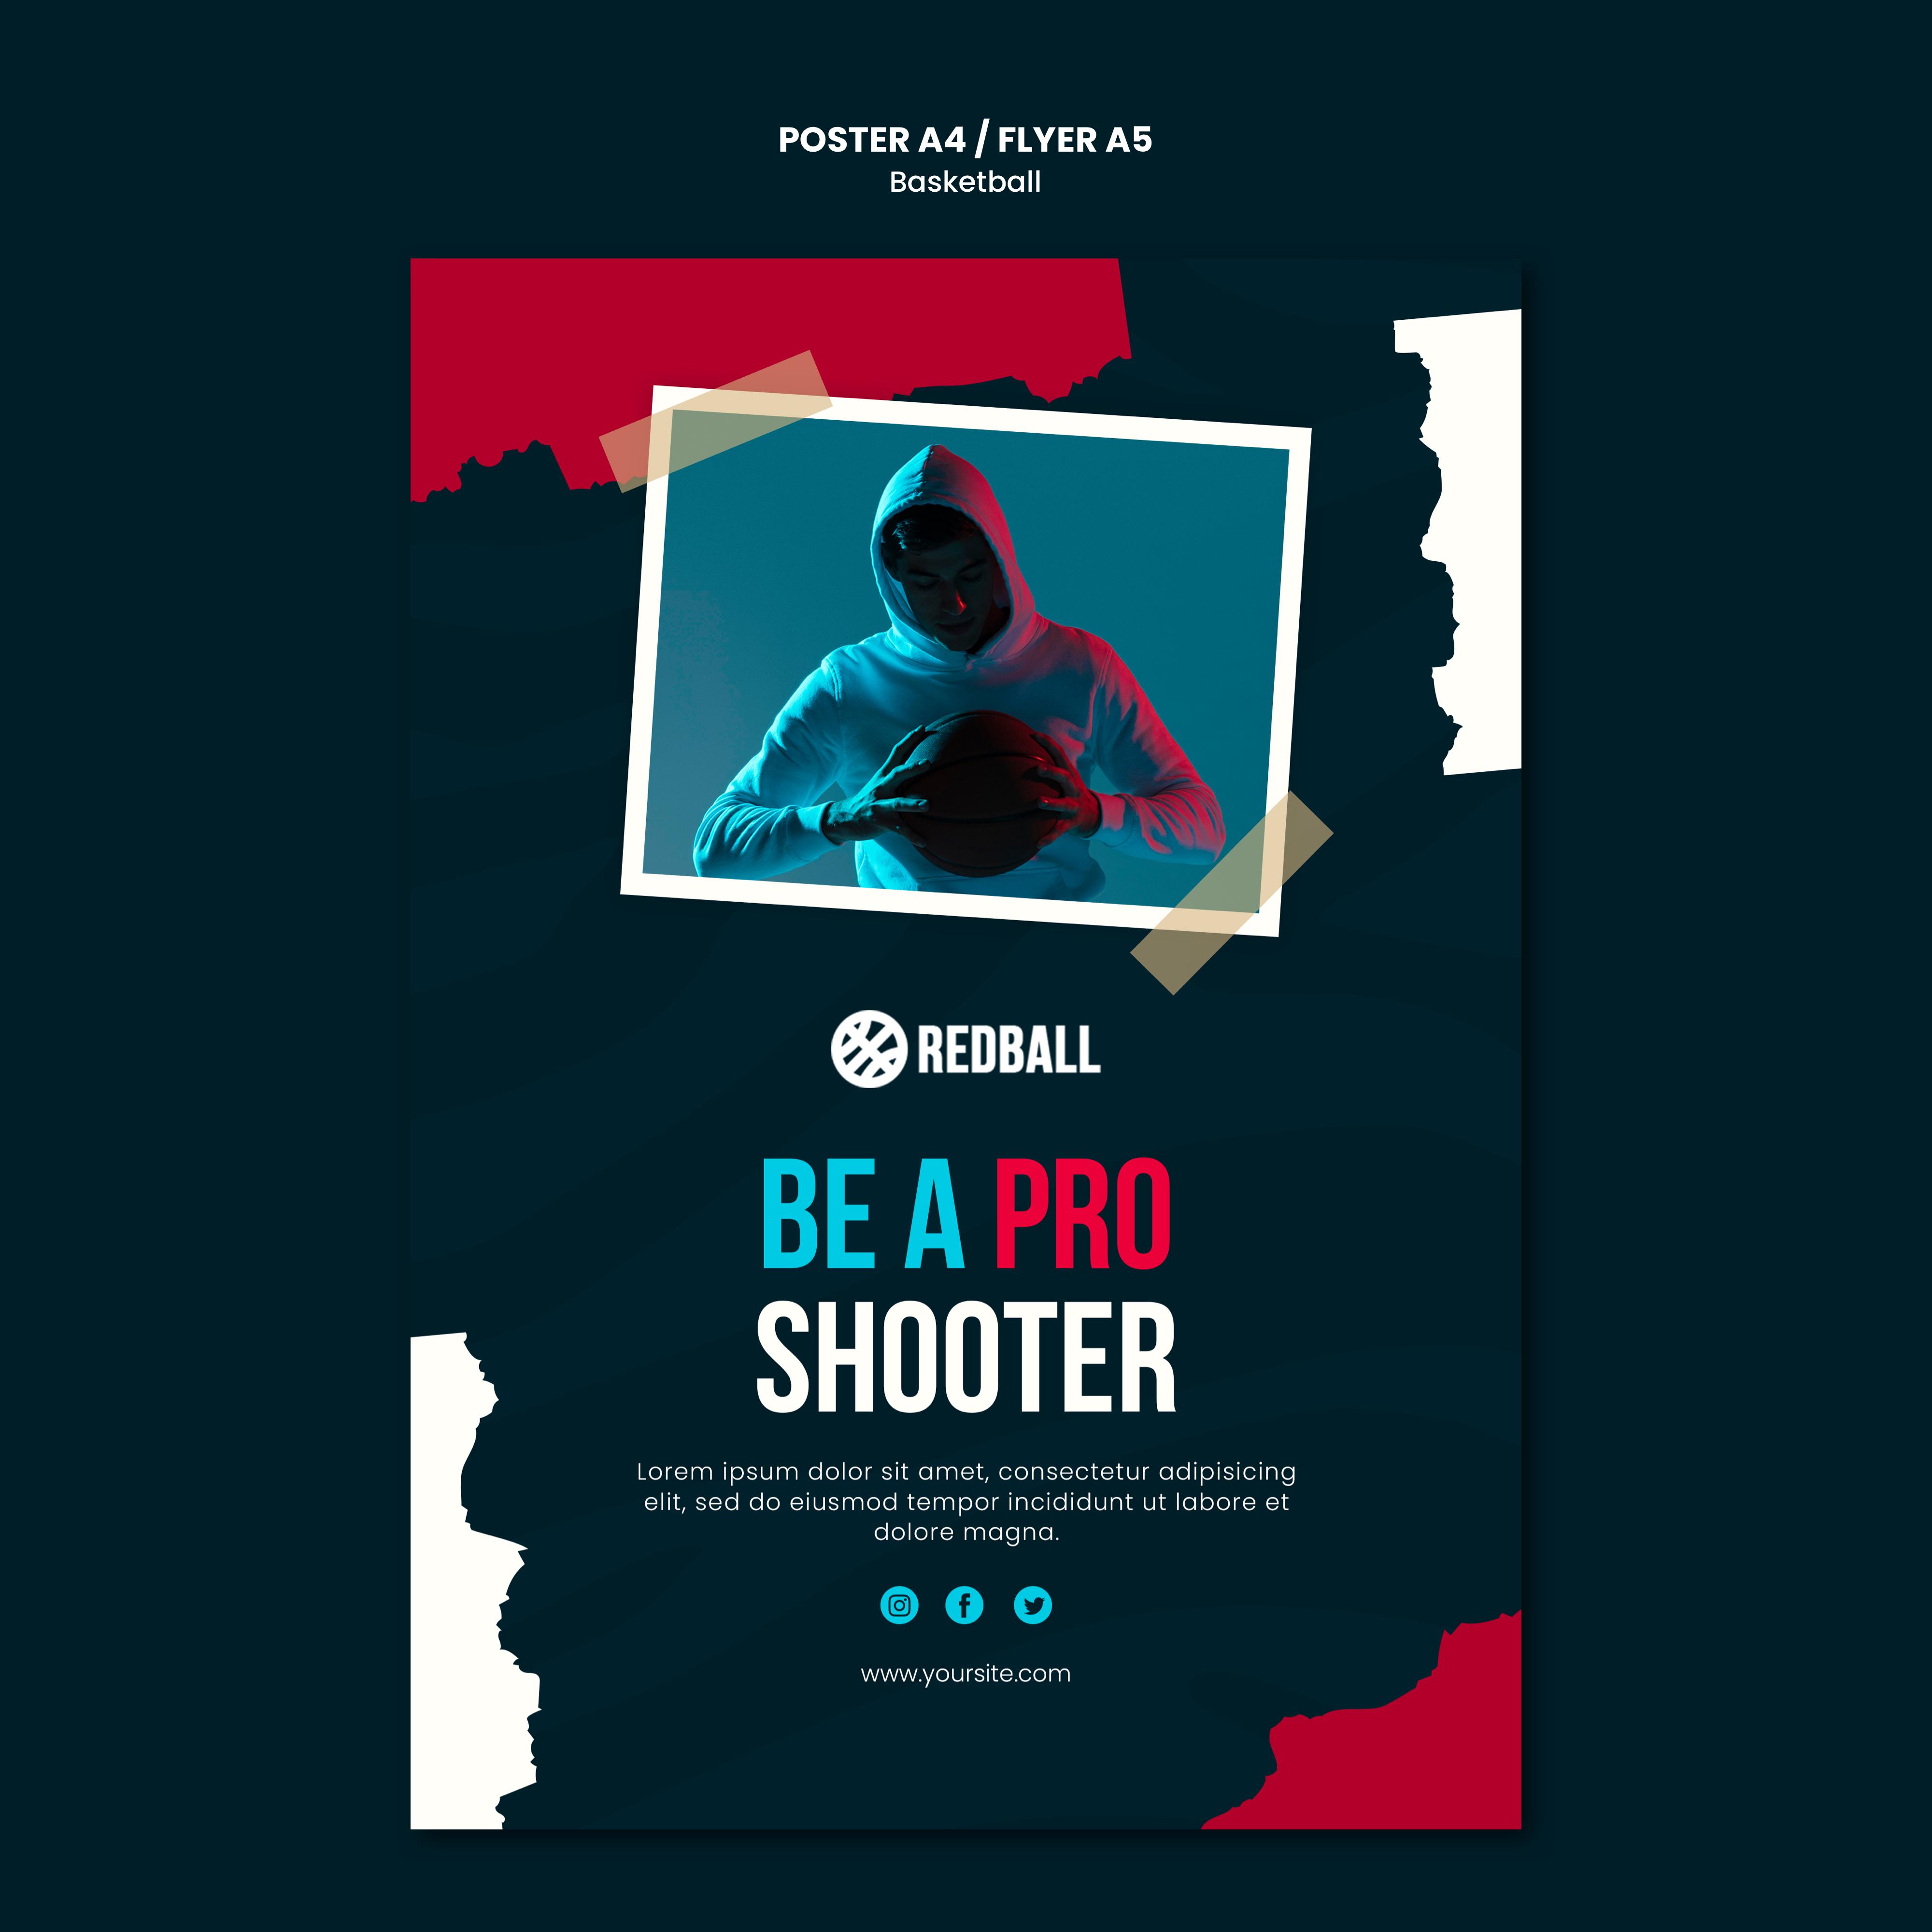 POSTER A4 / FLYER A5
Basketball
REDBALL
BE A PRO
SHOOTER
Lorem ipsum dolor sit amet, consectetur adipisicing
elit, sed do eiusmod tempor incididunt ut labore et
dolore magna.
www.yoursite.com